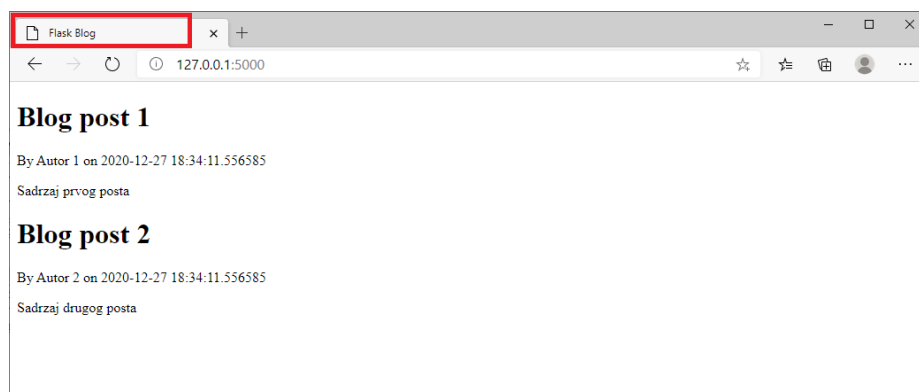 Flask Blog
127.0.0.1:5000
Blog post 1
By Autor 1 on 2020-12-27 18:34:11.556585
Sadrzaj prvog posta
Blog post 2
By Autor 2 on 2020-12-27 18:34:11.556585
Sadrzaj drugog posta